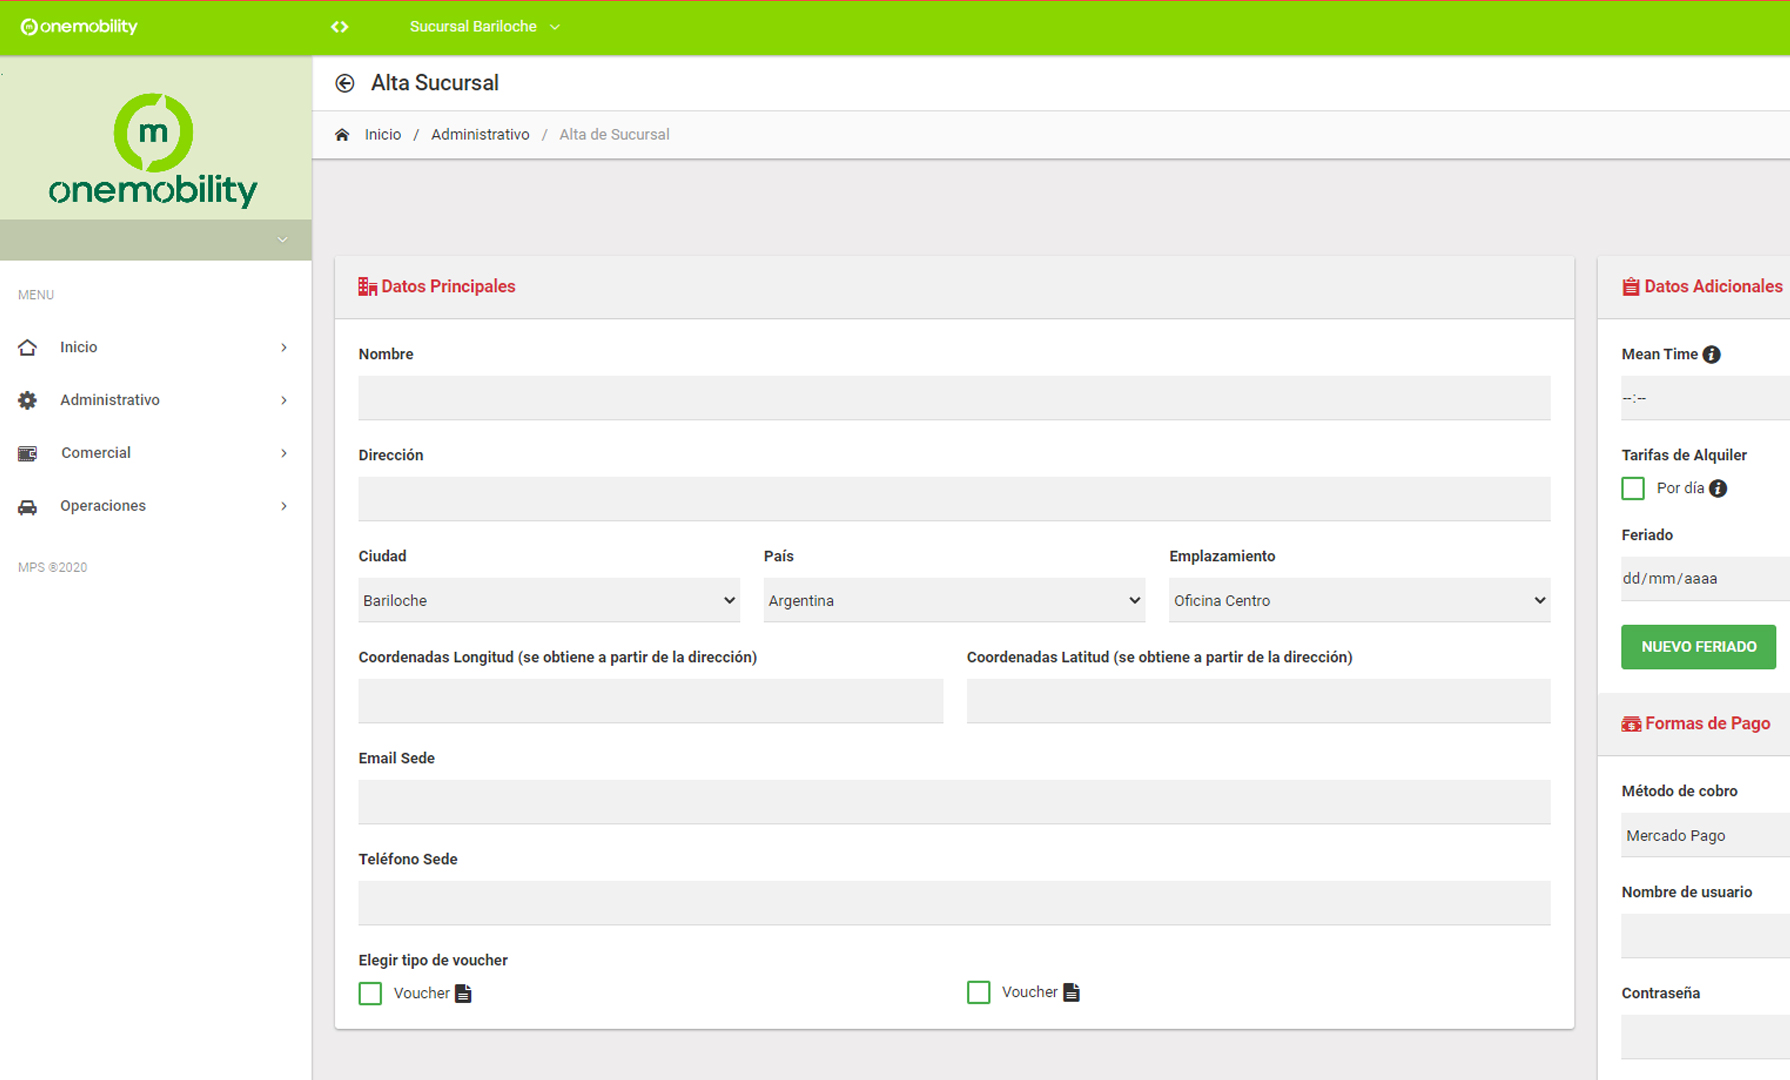 onemobility
Sucursal Bariloche
m
onemobility
Alta Sucursal
Inicio / Administrativo / Alta de Sucursal
MENU
Inicio
Administrativo
Comercial
Operaciones
MPS ©2020
Datos Principales
Nombre
Dirección
Ciudad País Emplazamiento
Bariloche Argentina Oficina Centro
Coordenadas Longitud (se obtiene a partir de la dirección) Coordenadas Latitud (se obtiene a partir de la dirección)
Email Sede
Teléfono Sede
Elegir tipo de voucher
Voucher Voucher
Datos Adicionales
Mean Time
--:--
Tarifas de Alquiler
Por día
Feriado
dd/mm/aaaa
NUEVO FERIADO
Formas de Pago
Método de cobro
Mercado Pago
Nombre de usuario
Contraseña